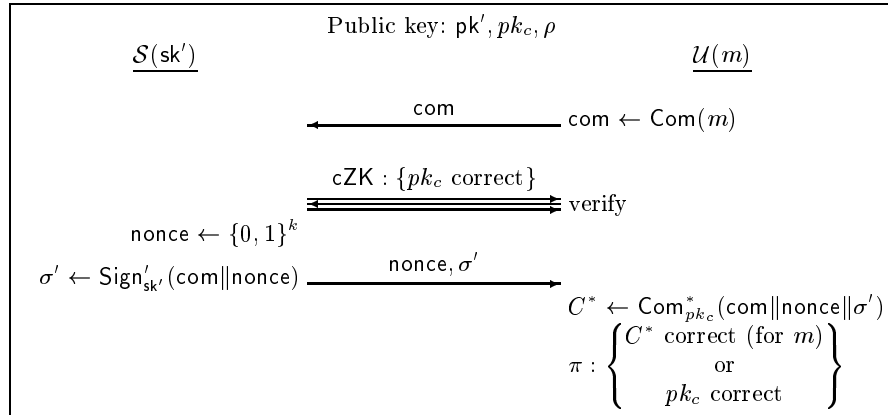 Public key: pk′, pk_c, ρ
S(sk′) U(m)
com
com ← Com(m)
cZK : {pk_c correct}
verify
nonce ← {0, 1}^k
σ′ ← Sign′_sk′(com‖nonce)
nonce, σ′
C* ← Com*_pk_c(com‖nonce‖σ′)
C* correct (for m)
π : { or }
pk_c correct